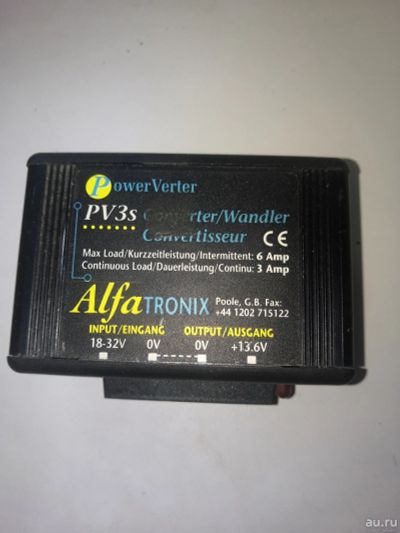 PowerVerter
PV3s Converter/Wandler
Convertisseur CE
Max Load/Kurzzeitleistung/Intermittent: 6 Amp
Continuous Load/Dauerleistung/Continu: 3 Amp
AlfaTRONIX Poole, G.B. Fax:
+44 1202 715122
INPUT/EINGANG OUTPUT/AUSGANG
18-32V 0V 0V +13.6V
au.ru